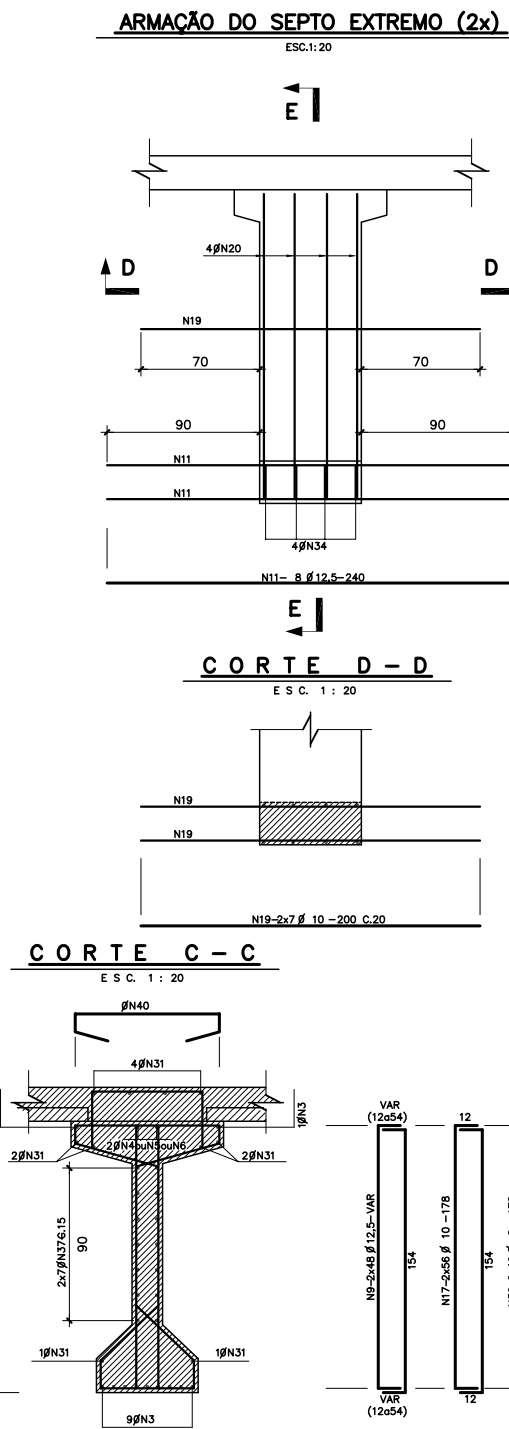 ARMAÇÃO DO SEPTO EXTREMO (2x)
ESC.1:20
E
4ØN20
D
D
N19
70
70
90
90
N11
N11
4ØN34
N11- 8 Ø 12,5-240
E
CORTE D-D
ESC. 1:20
N19
N19
N19-2x7 Ø 10 -200 C.20
CORTE C-C
ESC. 1:20
ØN40
4ØN31
1ØN3
2ØN31
2ØN4ouN5ouN6
2ØN31
2x7ØN37C.15
90
1ØN31
1ØN31
9ØN3
VAR
(12a54)
12
N9-2x48 Ø 12,5-VAR
154
N17-2x56 Ø 10 -178
154
VAR
(12a54)
12